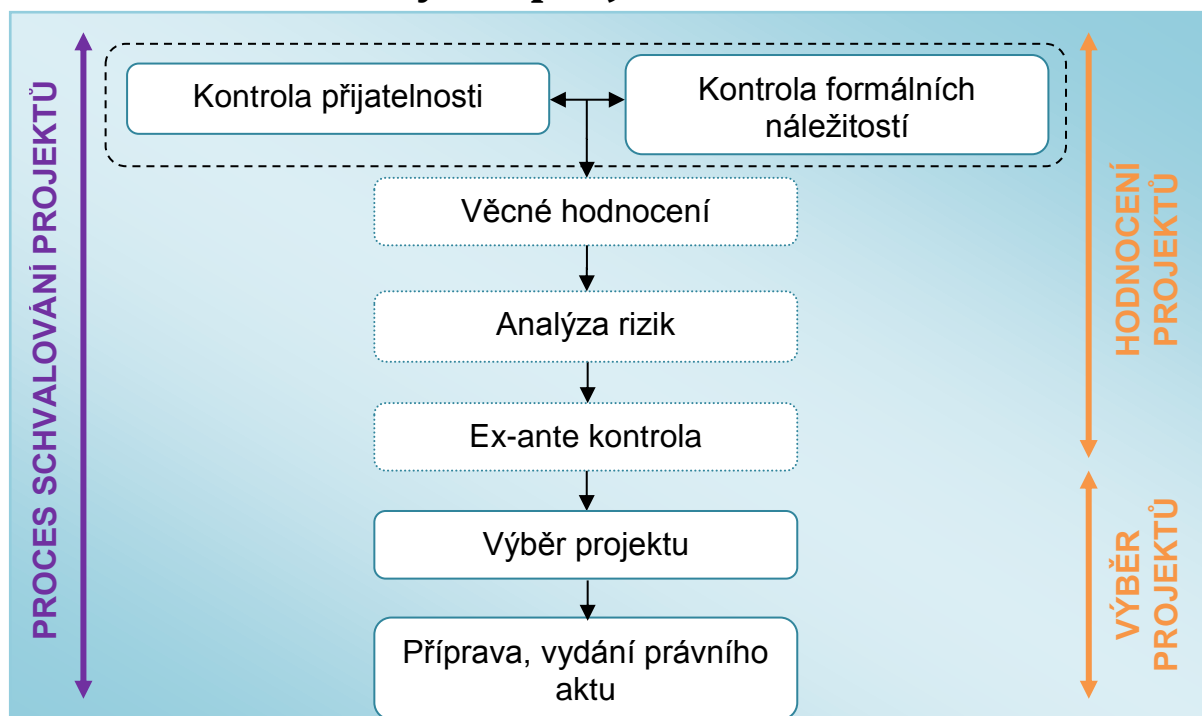 PROCES SCHVALOVÁNÍ PROJEKTŮ
Kontrola přijatelnosti
Kontrola formálních
náležitostí
Věcné hodnocení
Analýza rizik
Ex-ante kontrola
Výběr projektu
Příprava, vydání právního
aktu
HODNOCENÍ
PROJEKTŮ
VÝBĚR
PROJEKTŮ